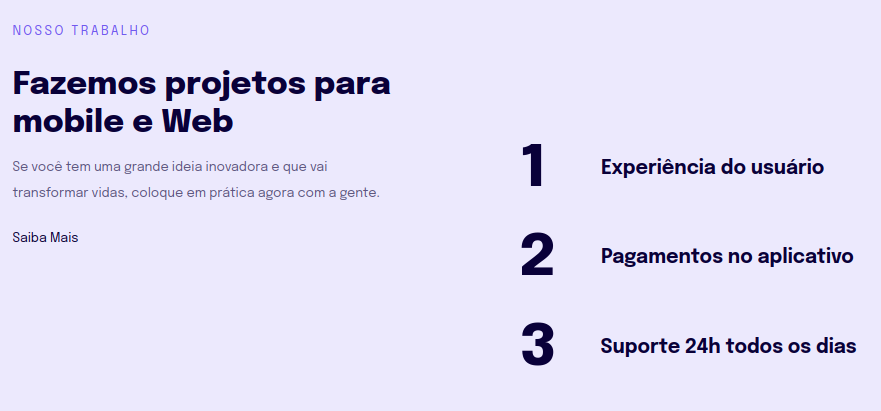 NOSSO TRABALHO
Fazemos projetos para
mobile e Web
Se você tem uma grande ideia inovadora e que vai
transformar vidas, coloque em prática agora com a gente.
Saiba Mais
1 Experiência do usuário
2 Pagamentos no aplicativo
3 Suporte 24h todos os dias